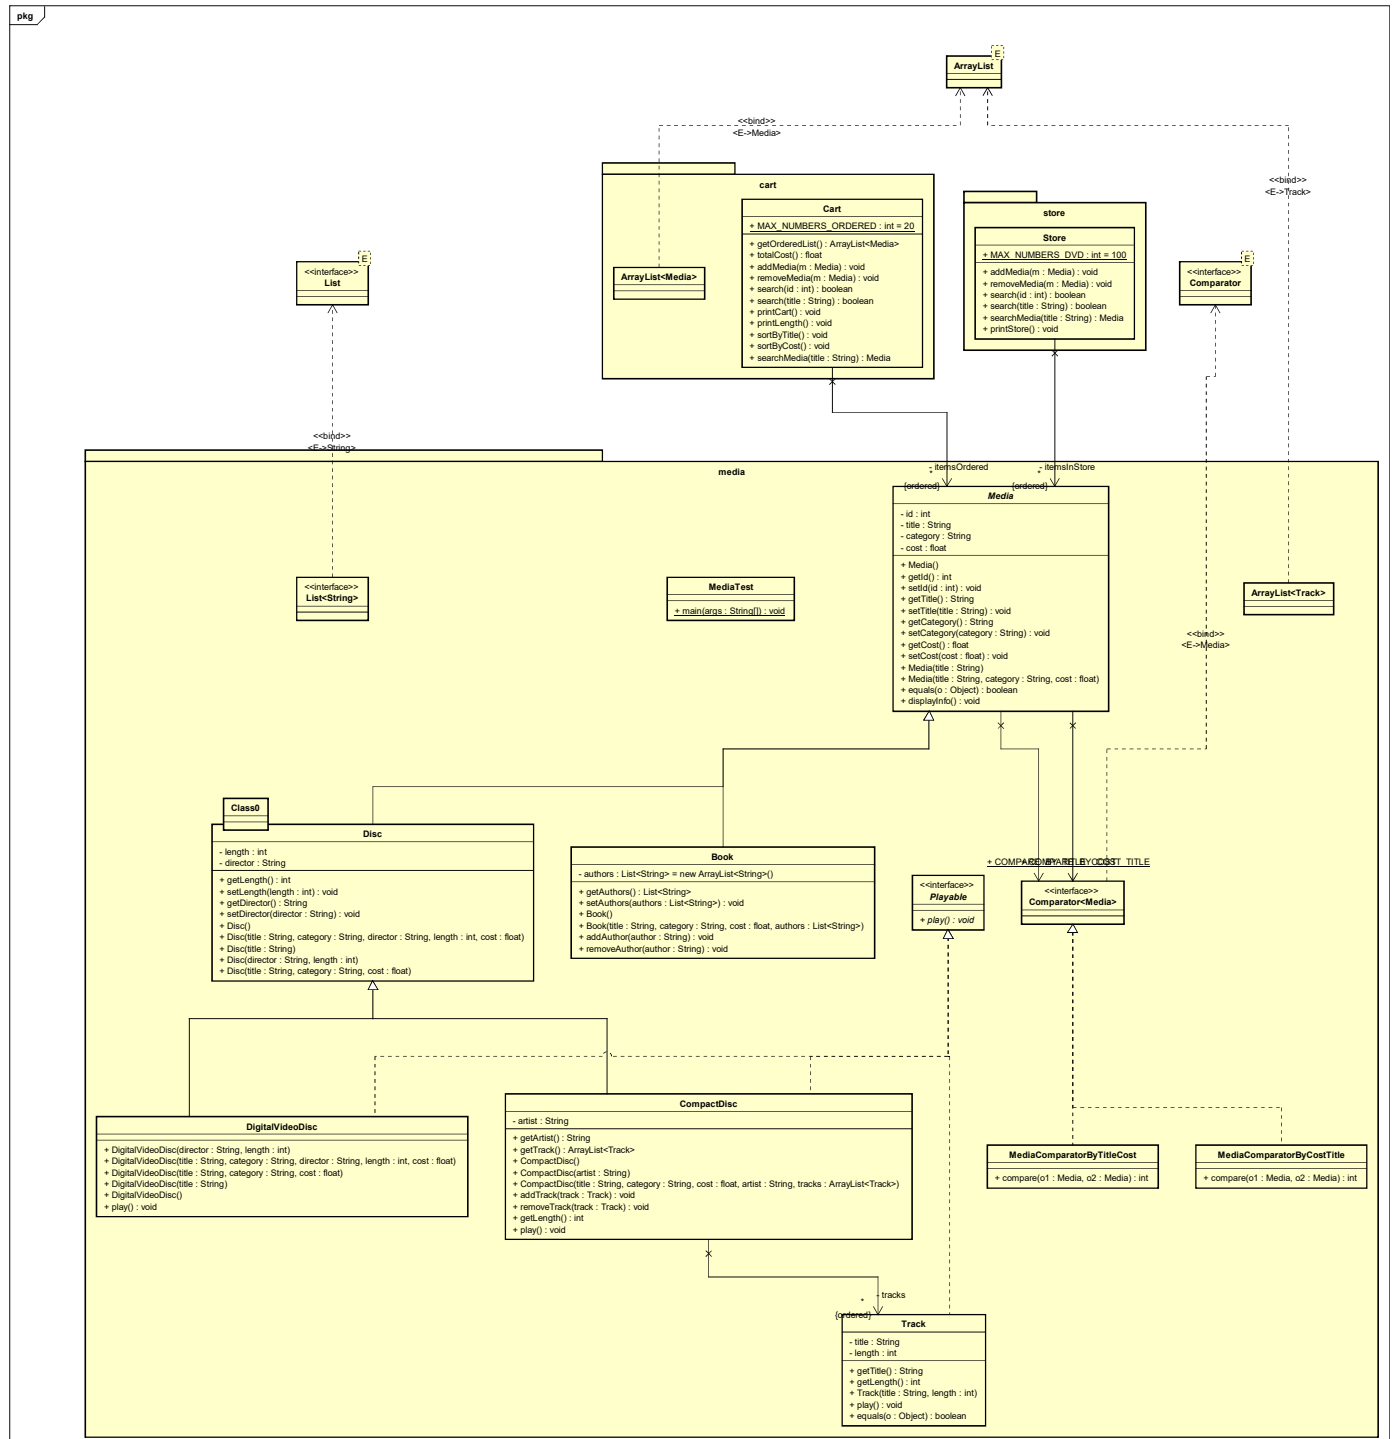 pkg
E
ArrayList
<<bind>>
<E->Media>
<<bind>>
<E->Track>
cart
Cart
+ MAX_NUMBERS_ORDERED : int = 20
+ getOrderedList() : ArrayList<Media>
+ totalCost() : float
+ addMedia(m : Media) : void
+ removeMedia(m : Media) : void
+ search(id : int) : boolean
+ search(title : String) : boolean
+ printCart() : void
+ printLength() : void
+ sortByTitle() : void
+ sortByCost() : void
+ searchMedia(title : String) : Media
ArrayList<Media>
store
Store
+ MAX_NUMBERS_DVD : int = 100
+ addMedia(m : Media) : void
+ removeMedia(m : Media) : void
+ search(id : int) : boolean
+ search(title : String) : boolean
+ searchMedia(title : String) : Media
+ printStore() : void
E
<<interface>>
List
E
<<interface>>
Comparator
<<bind>>
<E->String>
media
- itemsOrdered
*
{ordered}
- itemsInStore
*
{ordered}
Media
- id : int
- title : String
- category : String
- cost : float
+ Media()
+ getId() : int
+ setId(id : int) : void
+ getTitle() : String
+ setTitle(title : String) : void
+ getCategory() : String
+ setCategory(category : String) : void
+ getCost() : float
+ setCost(cost : float) : void
+ Media(title : String)
+ Media(title : String, category : String, cost : float)
+ equals(o : Object) : boolean
+ displayInfo() : void
<<interface>>
List<String>
MediaTest
+ main(args : String[]) : void
ArrayList<Track>
<<bind>>
<E->Media>
Class0
Disc
- length : int
- director : String
+ getLength() : int
+ setLength(length : int) : void
+ getDirector() : String
+ setDirector(director : String) : void
+ Disc()
+ Disc(title : String, category : String, director : String, length : int, cost : float)
+ Disc(title : String)
+ Disc(director : String, length : int)
+ Disc(title : String, category : String, cost : float)
Book
- authors : List<String> = new ArrayList<String>()
+ getAuthors() : List<String>
+ setAuthors(authors : List<String>) : void
+ Book()
+ Book(title : String, category : String, cost : float, authors : List<String>)
+ addAuthor(author : String) : void
+ removeAuthor(author : String) : void
<<interface>>
Playable
+ play() : void
<<interface>>
Comparator<Media>
DigitalVideoDisc
+ DigitalVideoDisc(director : String, length : int)
+ DigitalVideoDisc(title : String, category : String, director : String, length : int, cost : float)
+ DigitalVideoDisc(title : String, category : String, cost : float)
+ DigitalVideoDisc(title : String)
+ DigitalVideoDisc()
+ play() : void
CompactDisc
- artist : String
+ getArtist() : String
+ getTrack() : ArrayList<Track>
+ CompactDisc()
+ CompactDisc(artist : String)
+ CompactDisc(title : String, category : String, cost : float, artist : String, tracks : ArrayList<Track>)
+ addTrack(track : Track) : void
+ removeTrack(track : Track) : void
+ getLength() : int
+ play() : void
MediaComparatorByTitleCost
+ compare(o1 : Media, o2 : Media) : int
MediaComparatorByCostTitle
+ compare(o1 : Media, o2 : Media) : int
- tracks
*
{ordered}
Track
- title : String
- length : int
+ getTitle() : String
+ getLength() : int
+ Track(title : String, length : int)
+ play() : void
+ equals(o : Object) : boolean